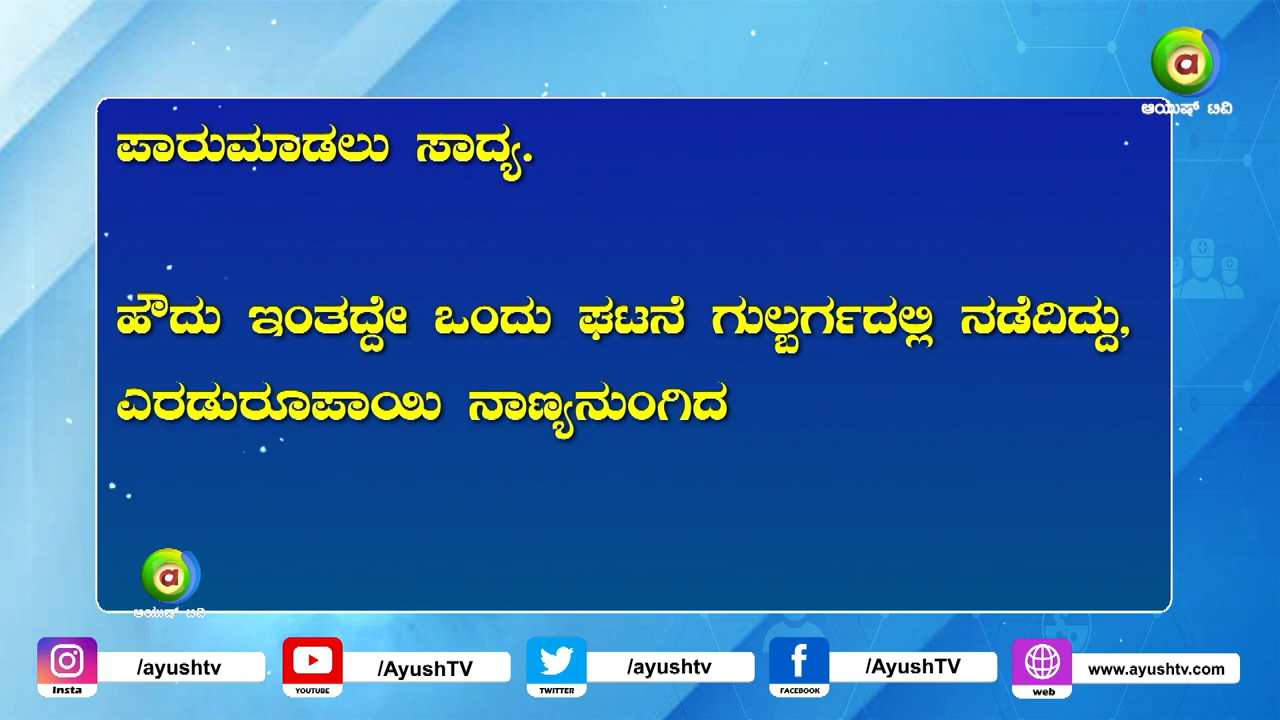 ಆಯುಷ್ ಟಿವಿ
ಪಾರುಮಾಡಲು ಸಾದ್ಯ.
ಹೌದು ಇಂತದ್ದೇ ಒಂದು ಘಟನೆ ಗುಲ್ಬರ್ಗದಲ್ಲಿ ನಡೆದಿದ್ದು,
ಎರಡುರೂಪಾಯಿ ನಾಣ್ಯನುಂಗಿದ
ಆಯುಷ್ ಟಿವಿ
Insta /ayushtv
YOUTUBE /AyushTV
TWITTER /ayushtv
FACEBOOK /AyushTV
web www.ayushtv.com